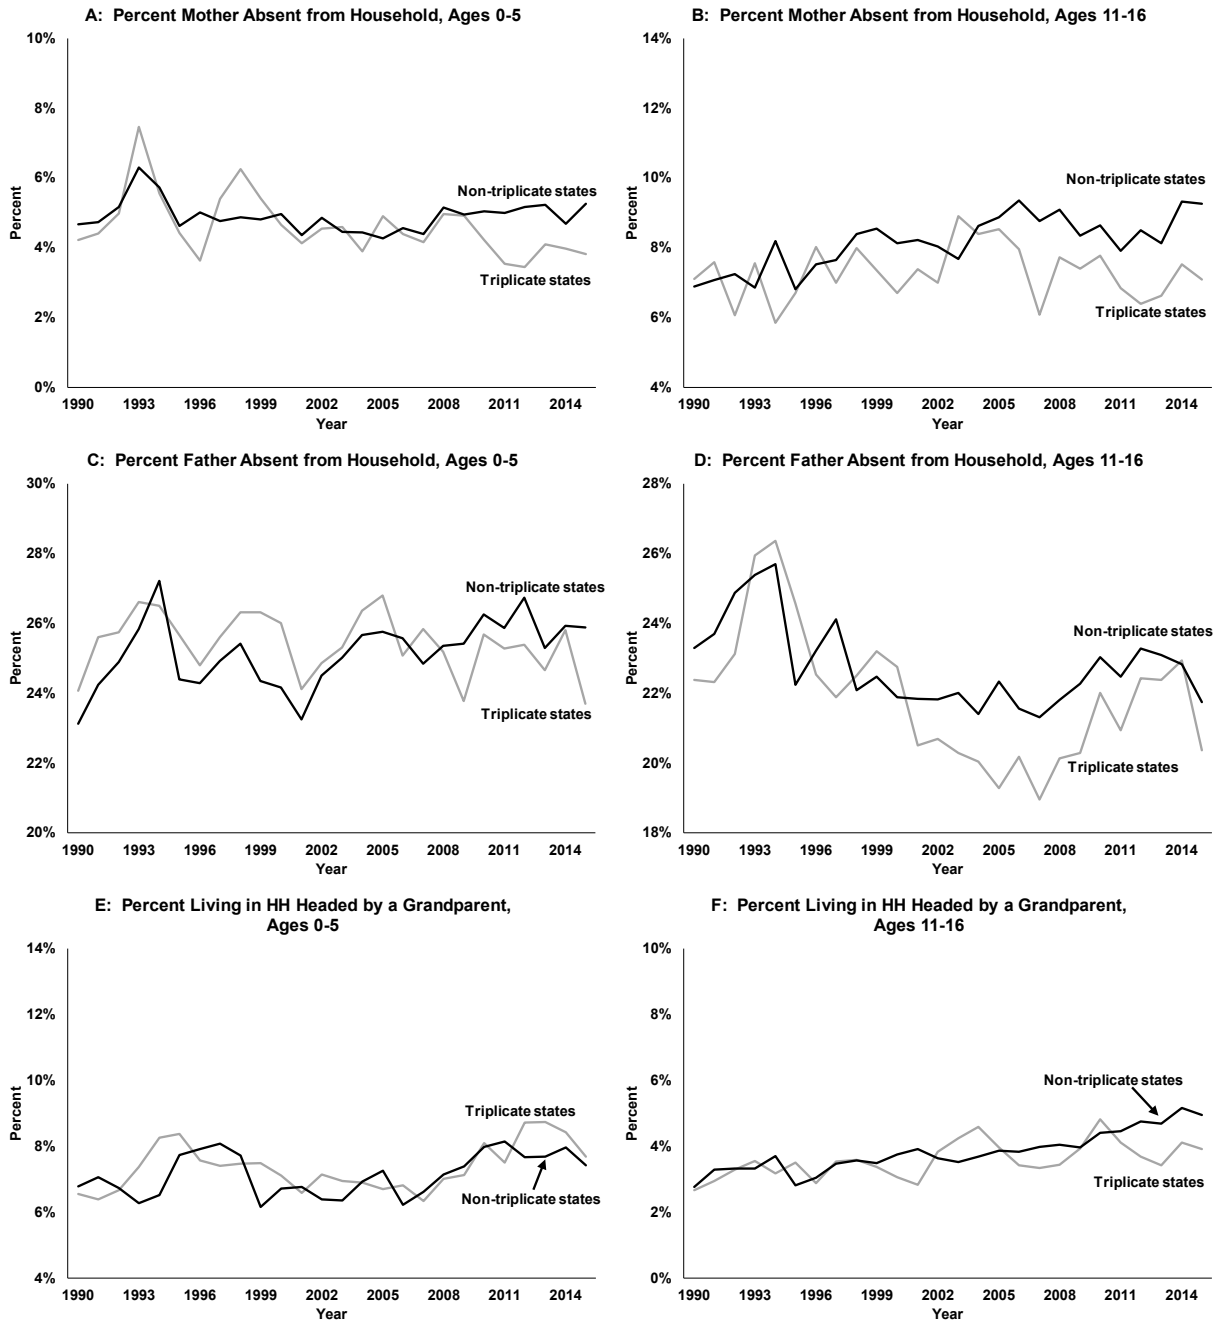 A: Percent Mother Absent from Household, Ages 0-5
10%
8%
6%
4%
2%
0%
Percent
Non-triplicate states
Triplicate states
1990 1993 1996 1999 2002 2005 2008 2011 2014
Year
B: Percent Mother Absent from Household, Ages 11-16
14%
12%
10%
8%
6%
4%
Percent
Non-triplicate states
Triplicate states
1990 1993 1996 1999 2002 2005 2008 2011 2014
Year
C: Percent Father Absent from Household, Ages 0-5
30%
28%
26%
24%
22%
20%
Percent
Non-triplicate states
Triplicate states
1990 1993 1996 1999 2002 2005 2008 2011 2014
Year
D: Percent Father Absent from Household, Ages 11-16
28%
26%
24%
22%
20%
18%
Percent
Non-triplicate states
Triplicate states
1990 1993 1996 1999 2002 2005 2008 2011 2014
Year
E: Percent Living in HH Headed by a Grandparent,
Ages 0-5
14%
12%
10%
8%
6%
4%
Percent
Triplicate states
Non-triplicate states
1990 1993 1996 1999 2002 2005 2008 2011 2014
Year
F: Percent Living in HH Headed by a Grandparent,
Ages 11-16
10%
8%
6%
4%
2%
0%
Percent
Non-triplicate states
Triplicate states
1990 1993 1996 1999 2002 2005 2008 2011 2014
Year